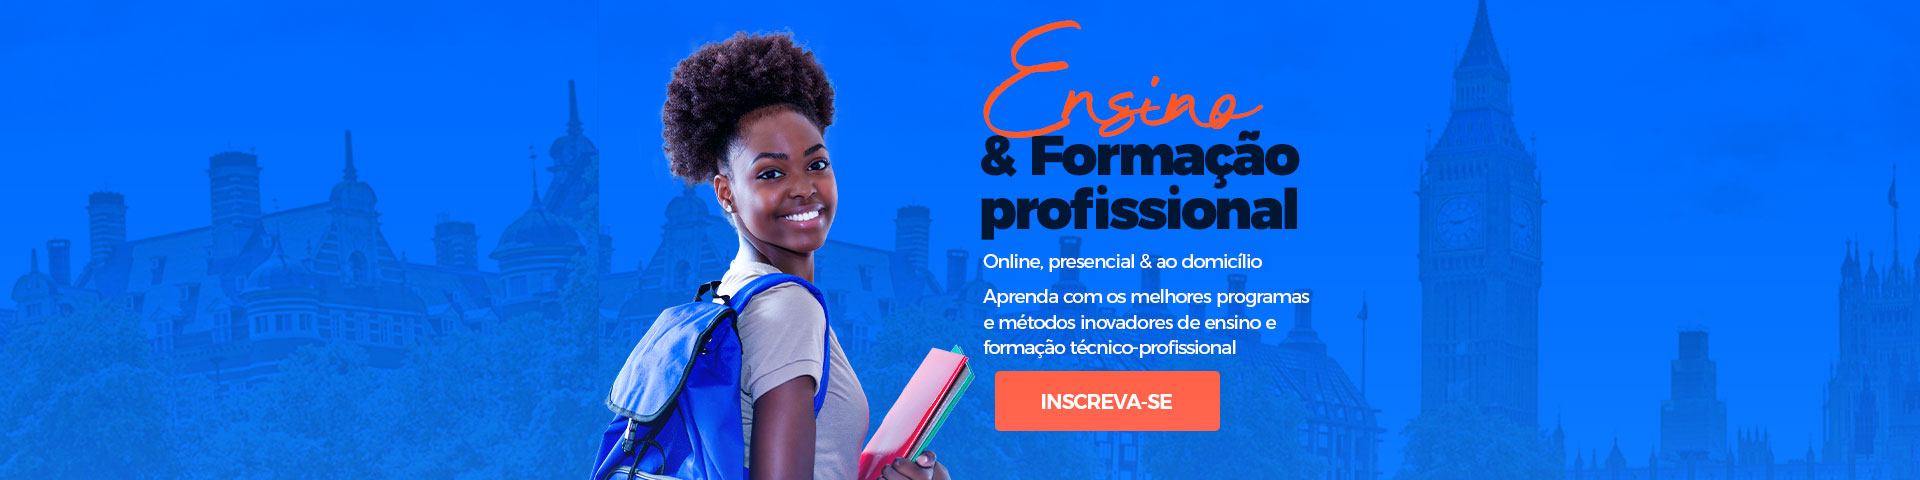 Ensino
& Formação
profissional
Online, presencial & ao domicílio
Aprenda com os melhores programas
e métodos inovadores de ensino e
formação técnico-profissional
INSCREVA-SE